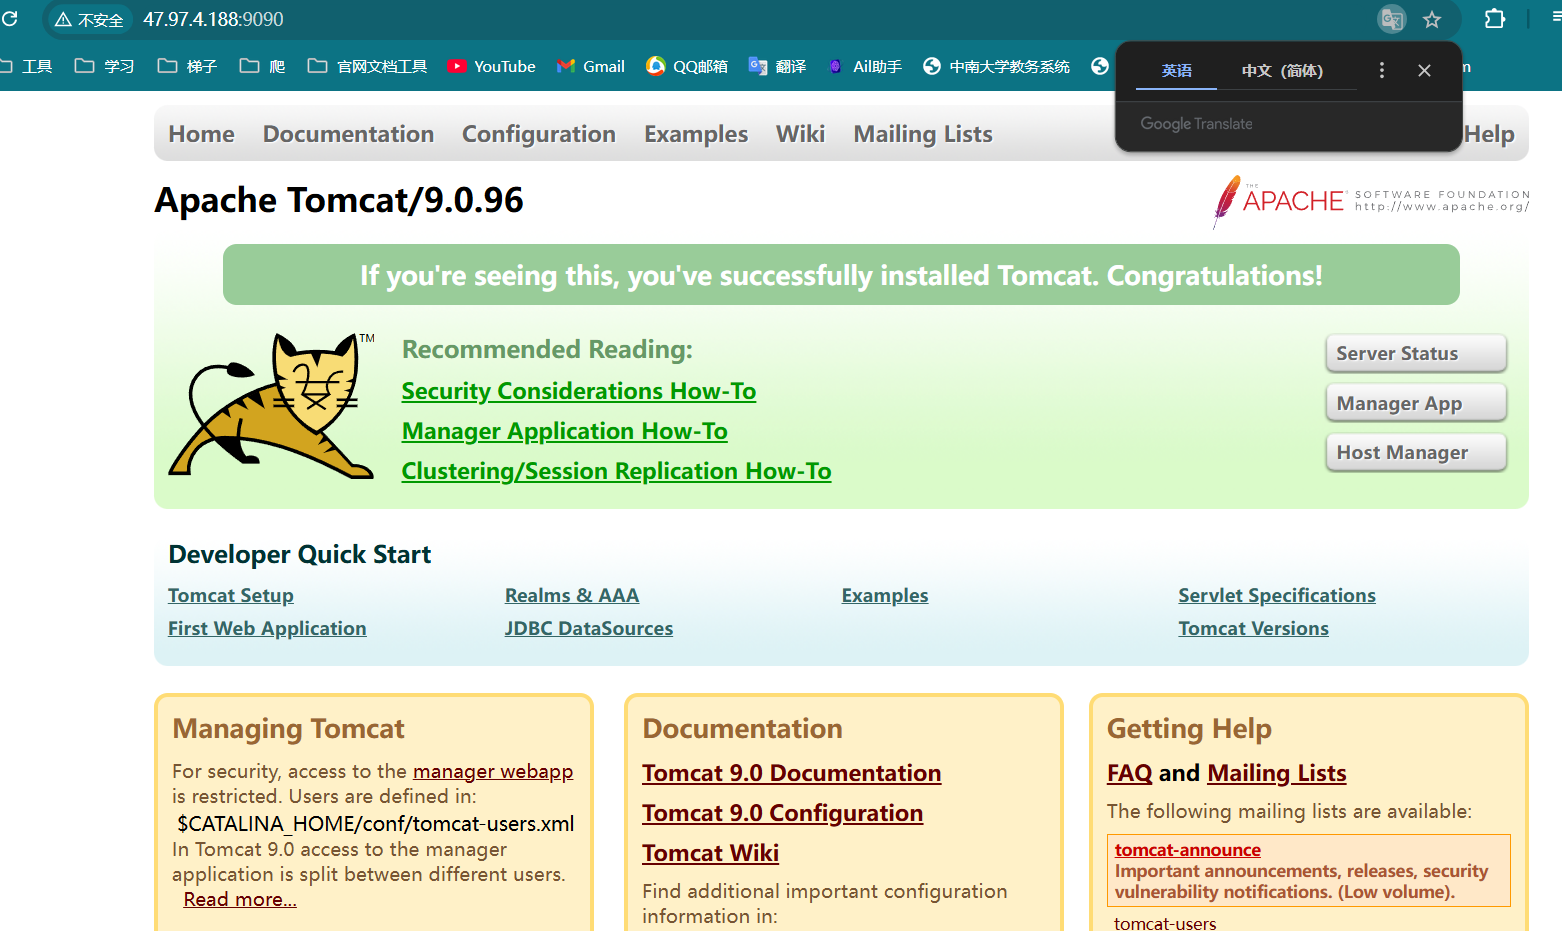 不安全 47.97.4.188:9090
工具 学习 梯子 爬 官网文档工具 YouTube Gmail QQ邮箱 翻译 Ail助手 中南大学教务系统
英语 中文（简体）
Google Translate
Home Documentation Configuration Examples Wiki Mailing Lists Help
Apache Tomcat/9.0.96
THE APACHE® SOFTWARE FOUNDATION
http://www.apache.org/
If you're seeing this, you've successfully installed Tomcat. Congratulations!
TM
Recommended Reading:
Security Considerations How-To
Manager Application How-To
Clustering/Session Replication How-To
Server Status
Manager App
Host Manager
Developer Quick Start
Tomcat Setup
First Web Application
Realms & AAA
JDBC DataSources
Examples
Servlet Specifications
Tomcat Versions
Managing Tomcat
For security, access to the manager webapp
is restricted. Users are defined in:
$CATALINA_HOME/conf/tomcat-users.xml
In Tomcat 9.0 access to the manager
application is split between different users.
Read more...
Documentation
Tomcat 9.0 Documentation
Tomcat 9.0 Configuration
Tomcat Wiki
Find additional important configuration
information in:
Getting Help
FAQ and Mailing Lists
The following mailing lists are available:
tomcat-announce
Important announcements, releases, security
vulnerability notifications. (Low volume).
tomcat-users